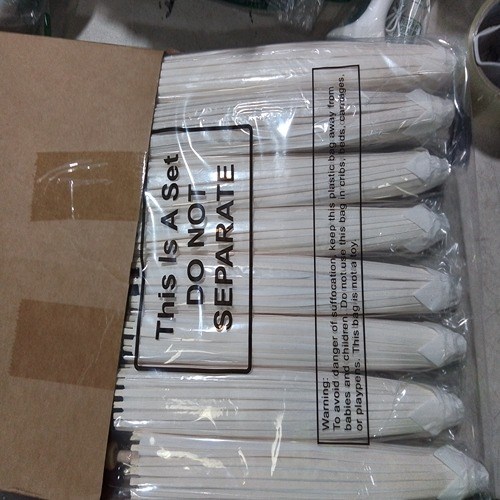 This Is A Set
DO NOT
SEPARATE
Warning:
To avoid danger of suffocation, keep this plastic bag away from
babies and children. Do not use this bag in cribs, beds, carriages,
or playpens. This bag is not a toy.